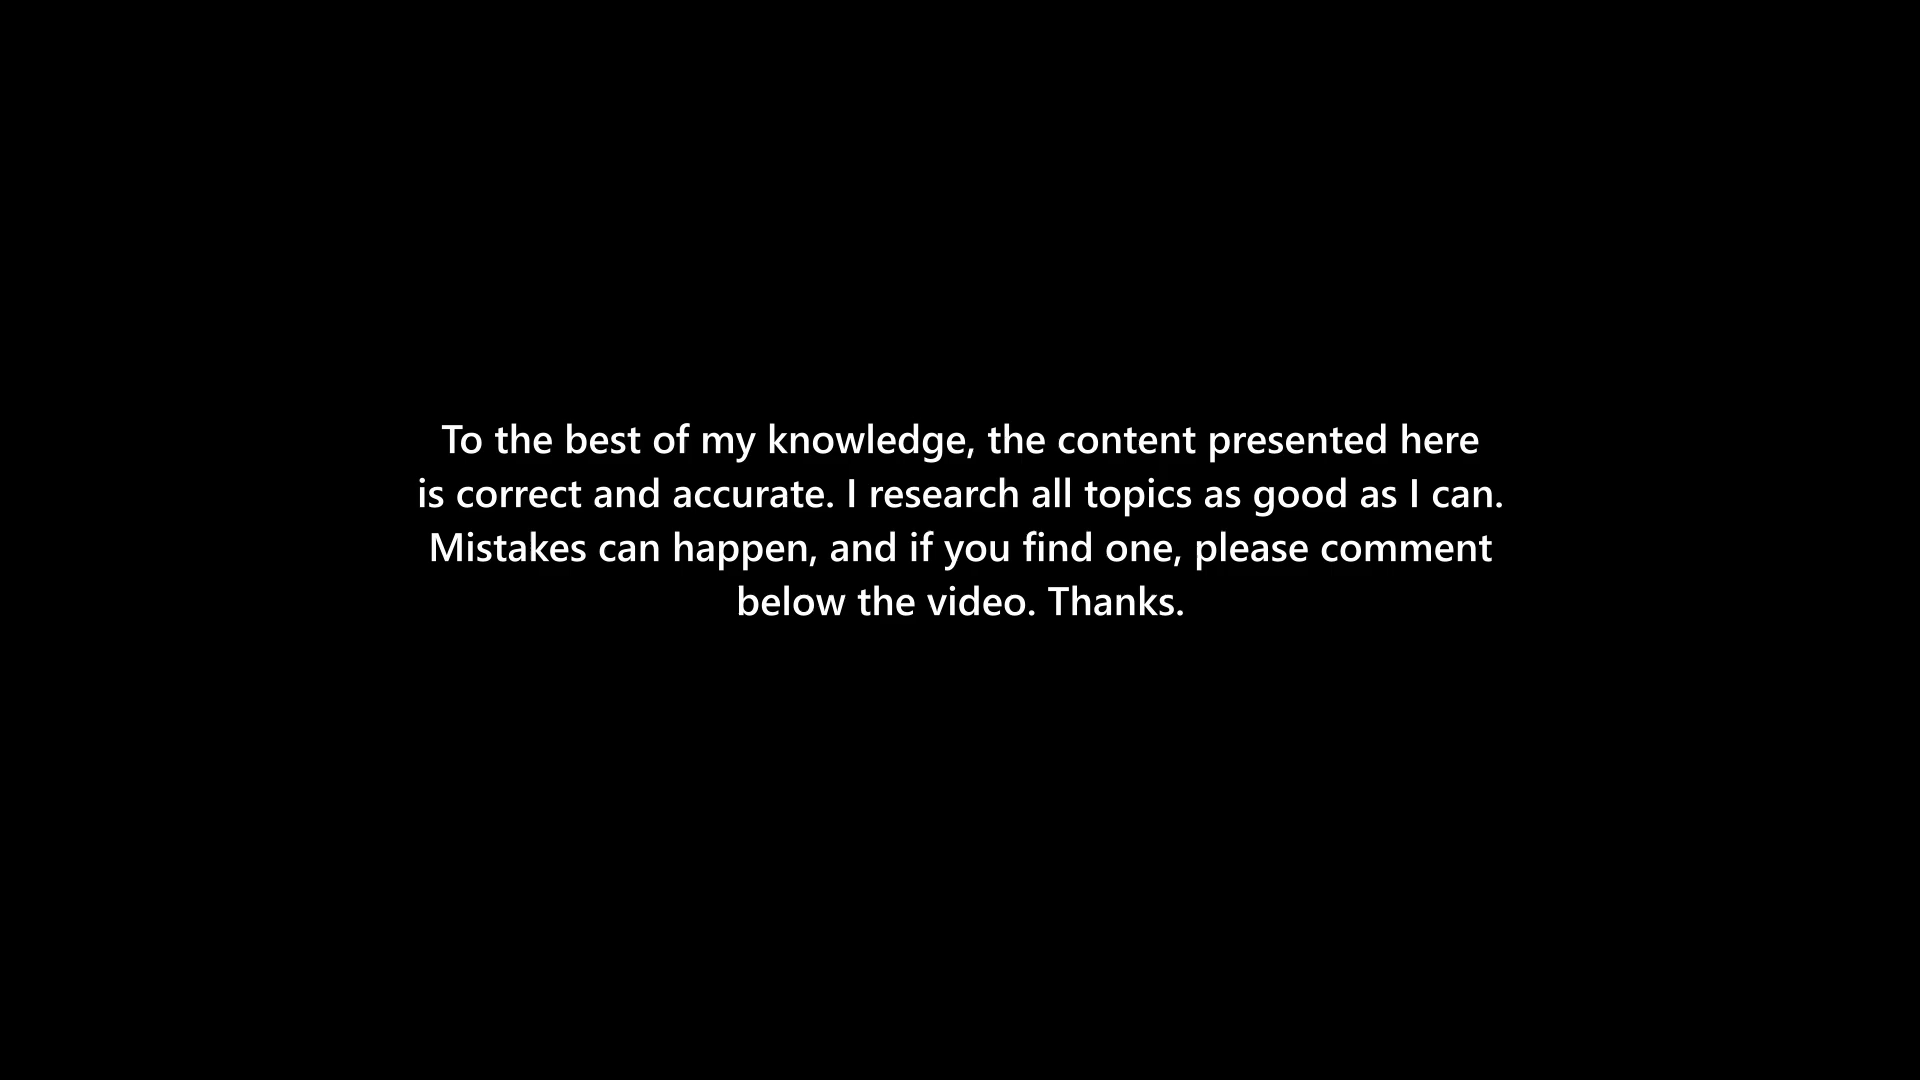 To the best of my knowledge, the content presented here
is correct and accurate. I research all topics as good as I can.
Mistakes can happen, and if you find one, please comment
below the video. Thanks.